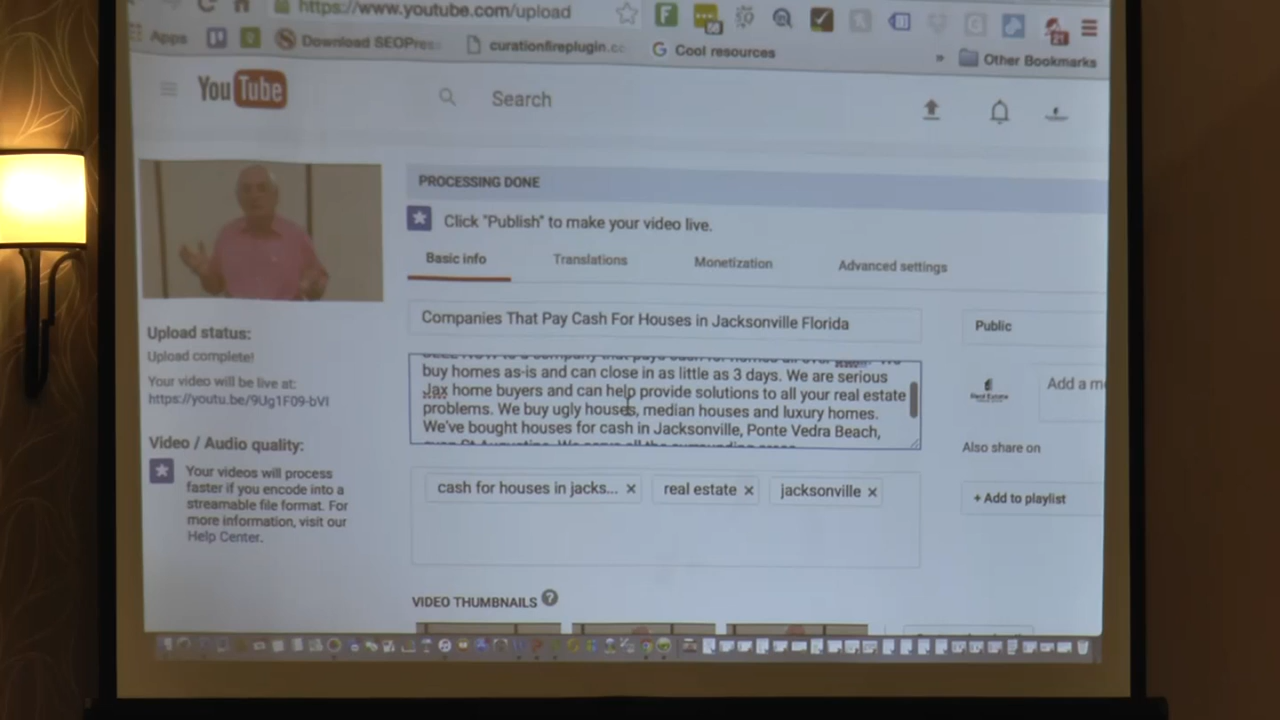 https://www.youtube.com/upload
Apps
Download SEOPres
curationfireplugin.cc
Cool resources
»
Other Bookmarks
YouTube
Search
PROCESSING DONE
Click "Publish" to make your video live.
Basic info
Translations
Monetization
Advanced settings
Upload status:
Upload complete!
Your video will be live at:
https://youtu.be/9Ug1F09-bVI
Video / Audio quality:
Your videos will process
faster if you encode into a
streamable file format. For
more information, visit our
Help Center.
Companies That Pay Cash For Houses in Jacksonville Florida
buy homes as-is and can close in as little as 3 days. We are serious
Jax home buyers and can help provide solutions to all your real estate
problems. We buy ugly houses, median houses and luxury homes.
We've bought houses for cash in Jacksonville, Ponte Vedra Beach,
cash for houses in jacks... ×
real estate ×
jacksonville ×
Public
Add a m
Also share on
+ Add to playlist
VIDEO THUMBNAILS ?